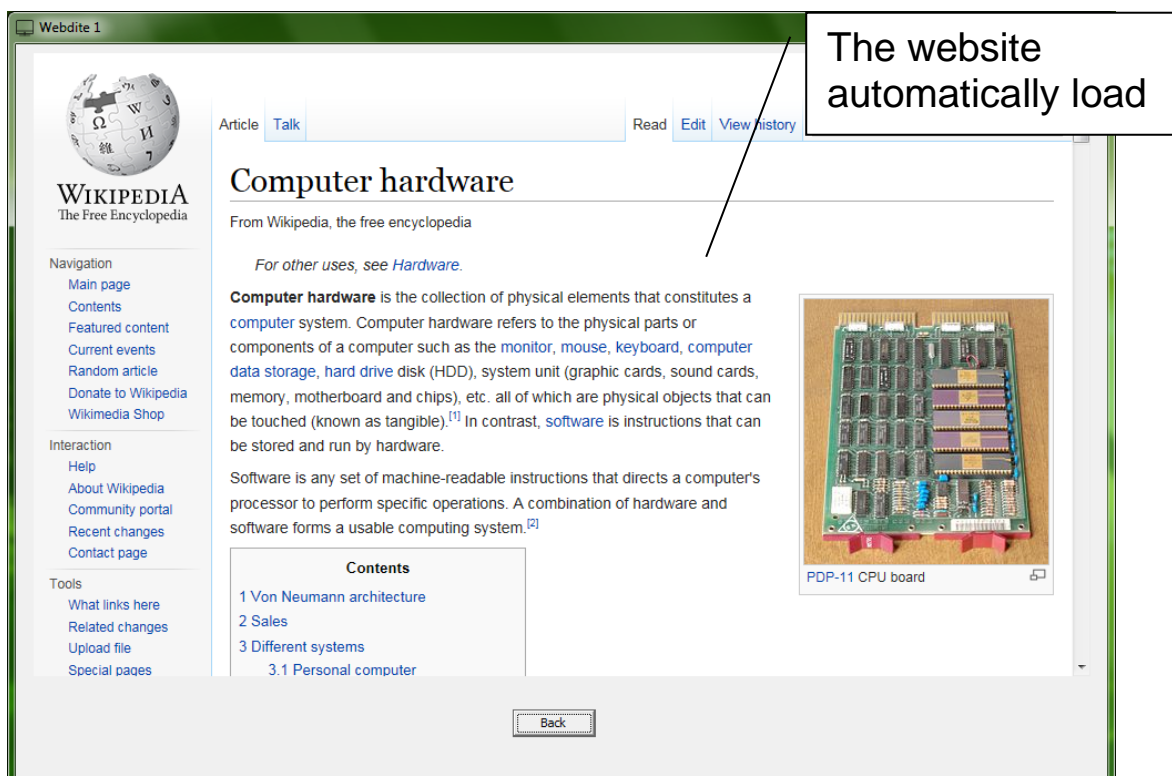 Webdite 1
The website
automatically load
WIKIPEDIA
The Free Encyclopedia
Article Talk
Read Edit View history
Computer hardware
From Wikipedia, the free encyclopedia
For other uses, see Hardware.
Navigation
Main page
Contents
Featured content
Current events
Random article
Donate to Wikipedia
Wikimedia Shop
Interaction
Help
About Wikipedia
Community portal
Recent changes
Contact page
Tools
What links here
Related changes
Upload file
Special pages
Computer hardware is the collection of physical elements that constitutes a
computer system. Computer hardware refers to the physical parts or
components of a computer such as the monitor, mouse, keyboard, computer
data storage, hard drive disk (HDD), system unit (graphic cards, sound cards,
memory, motherboard and chips), etc. all of which are physical objects that can
be touched (known as tangible).[1] In contrast, software is instructions that can
be stored and run by hardware.
Software is any set of machine-readable instructions that directs a computer's
processor to perform specific operations. A combination of hardware and
software forms a usable computing system.[2]
PDP-11 CPU board
Contents
1 Von Neumann architecture
2 Sales
3 Different systems
3.1 Personal computer
Back